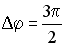 Δφ = 3π/2